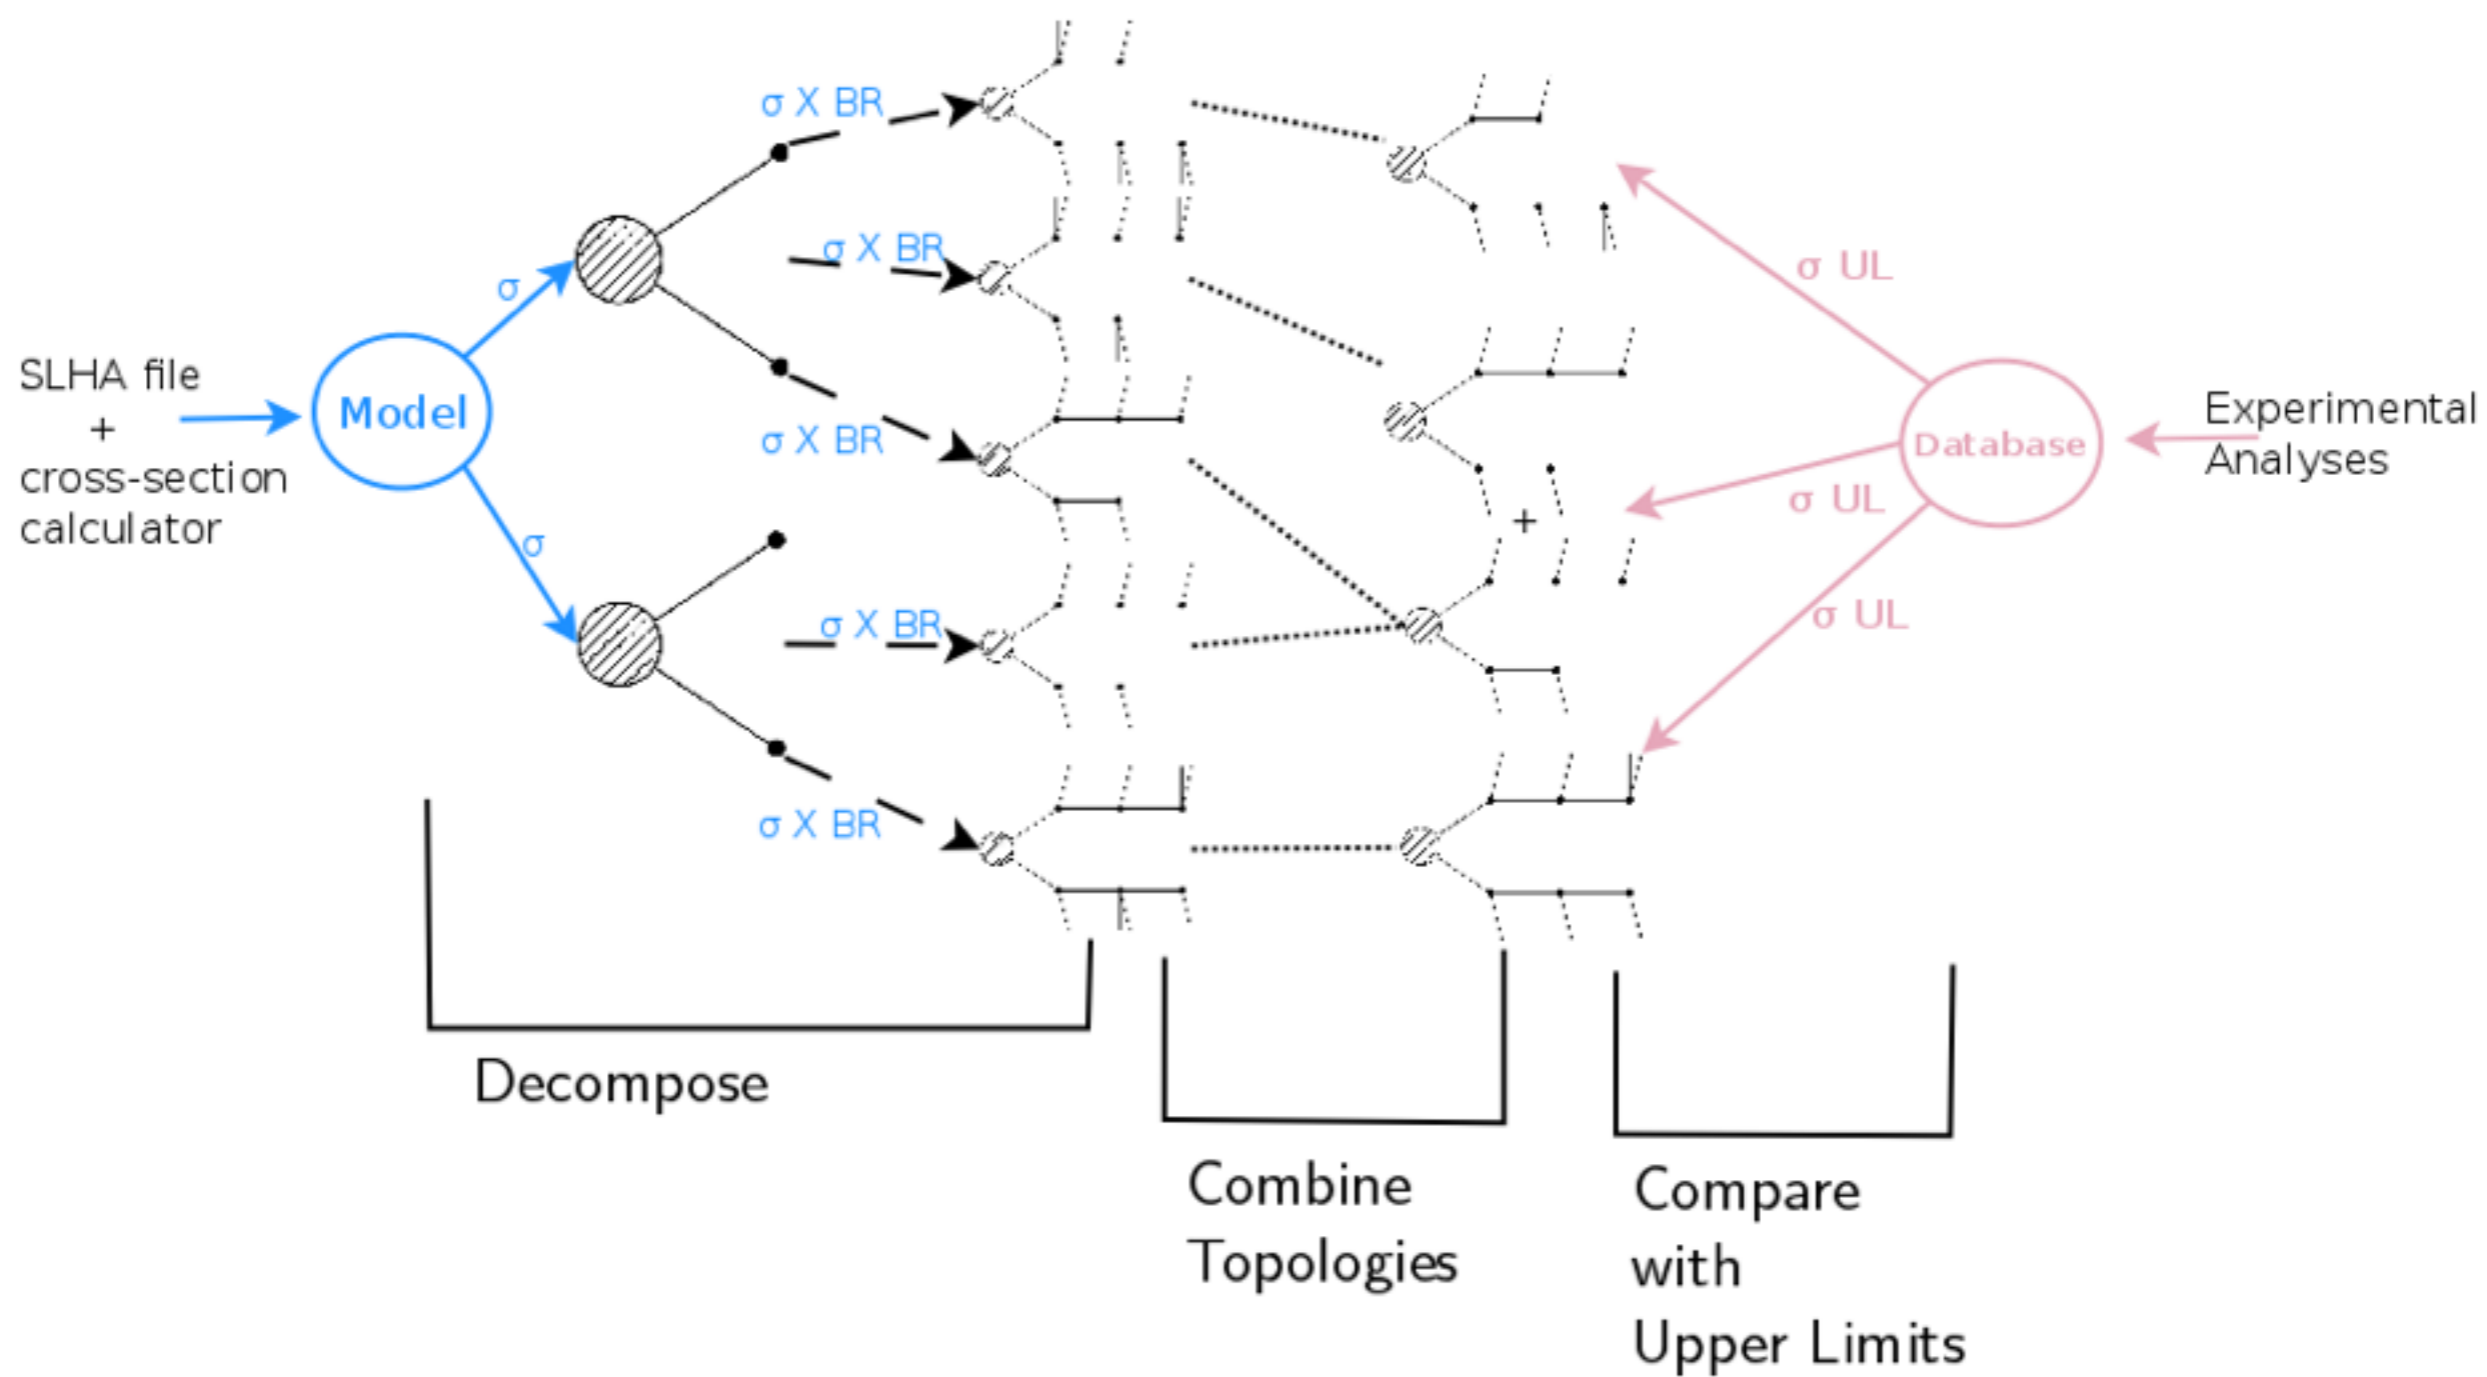 SLHA file
+
cross-section
calculator
Model
σ
σ
σ X BR
σ X BR
σ X BR
σ X BR
σ X BR
+
σ UL
σ UL
σ UL
Database
Experimental
Analyses
Decompose
Combine
Topologies
Compare
with
Upper Limits